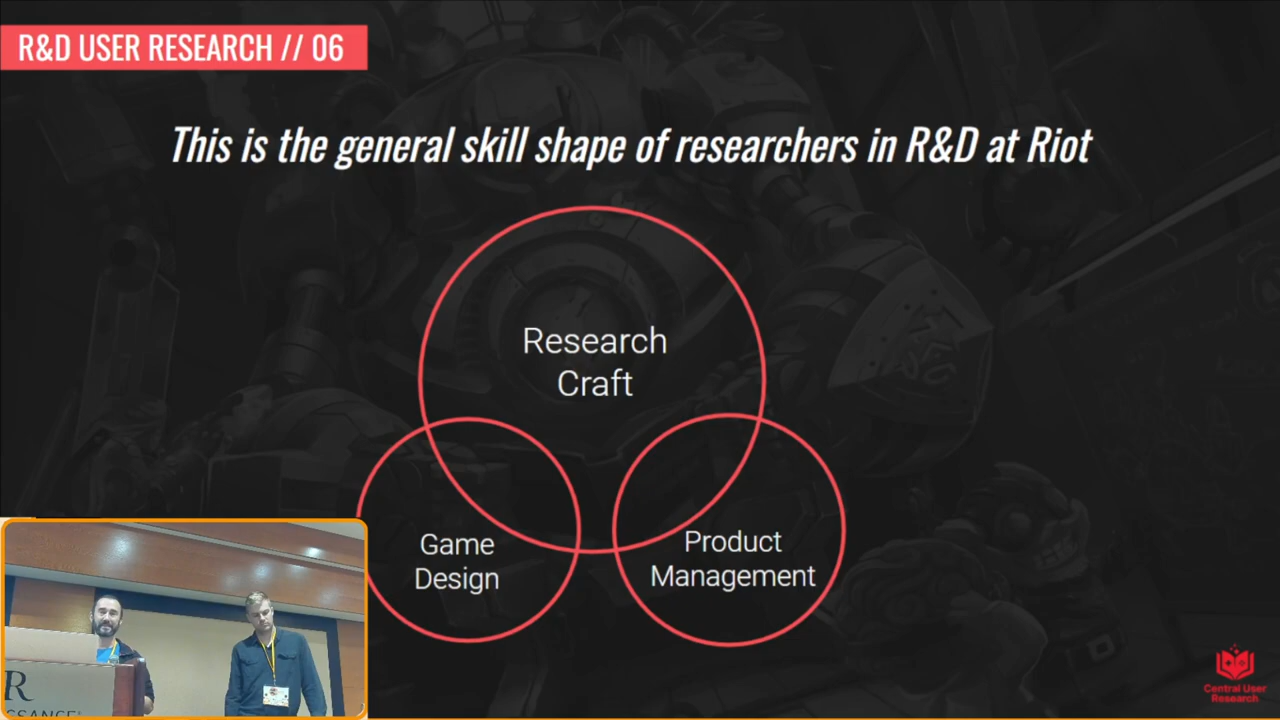 R&D USER RESEARCH // 06
This is the general skill shape of researchers in R&D at Riot
Research
Craft
Game
Design
Product
Management
R
Central User
Research